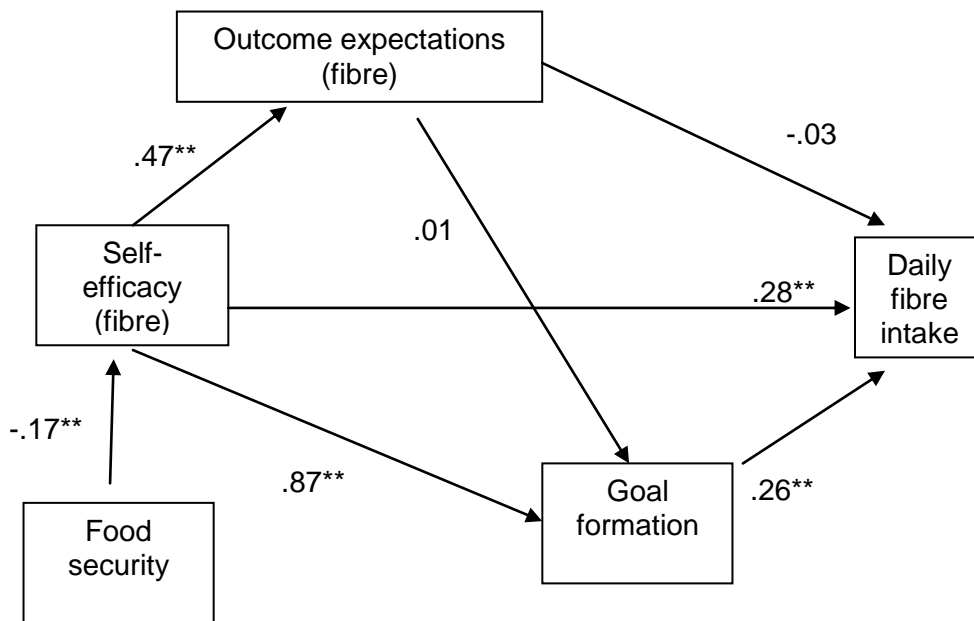 Outcome expectations
(fibre)
-.03
.47**
.01
Self-
efficacy
(fibre)
.28**
Daily
fibre
intake
-.17**
.87**
Goal
formation
.26**
Food
security